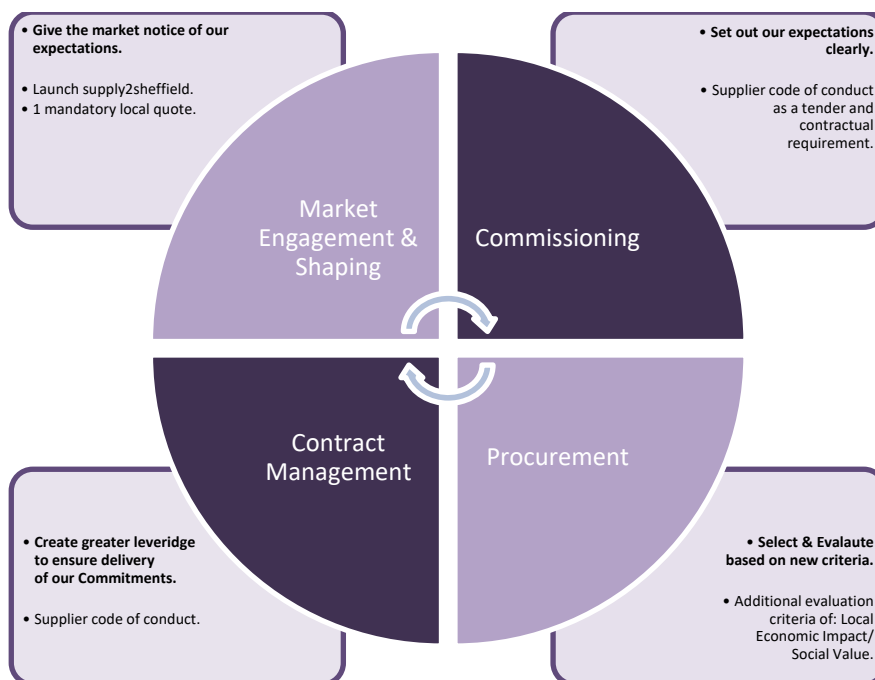 • Give the market notice of our
expectations.
• Launch supply2sheffield.
• 1 mandatory local quote.
• Set out our expectations
clearly.
• Supplier code of conduct
as a tender and
contractual
requirement.
Market
Engagement &
Shaping
Commissioning
Contract
Management
Procurement
• Create greater leveridge
to ensure delivery
of our Commitments.
• Supplier code of conduct.
• Select & Evalaute
based on new criteria.
• Additional evaluation
criteria of: Local
Economic Impact/
Social Value.